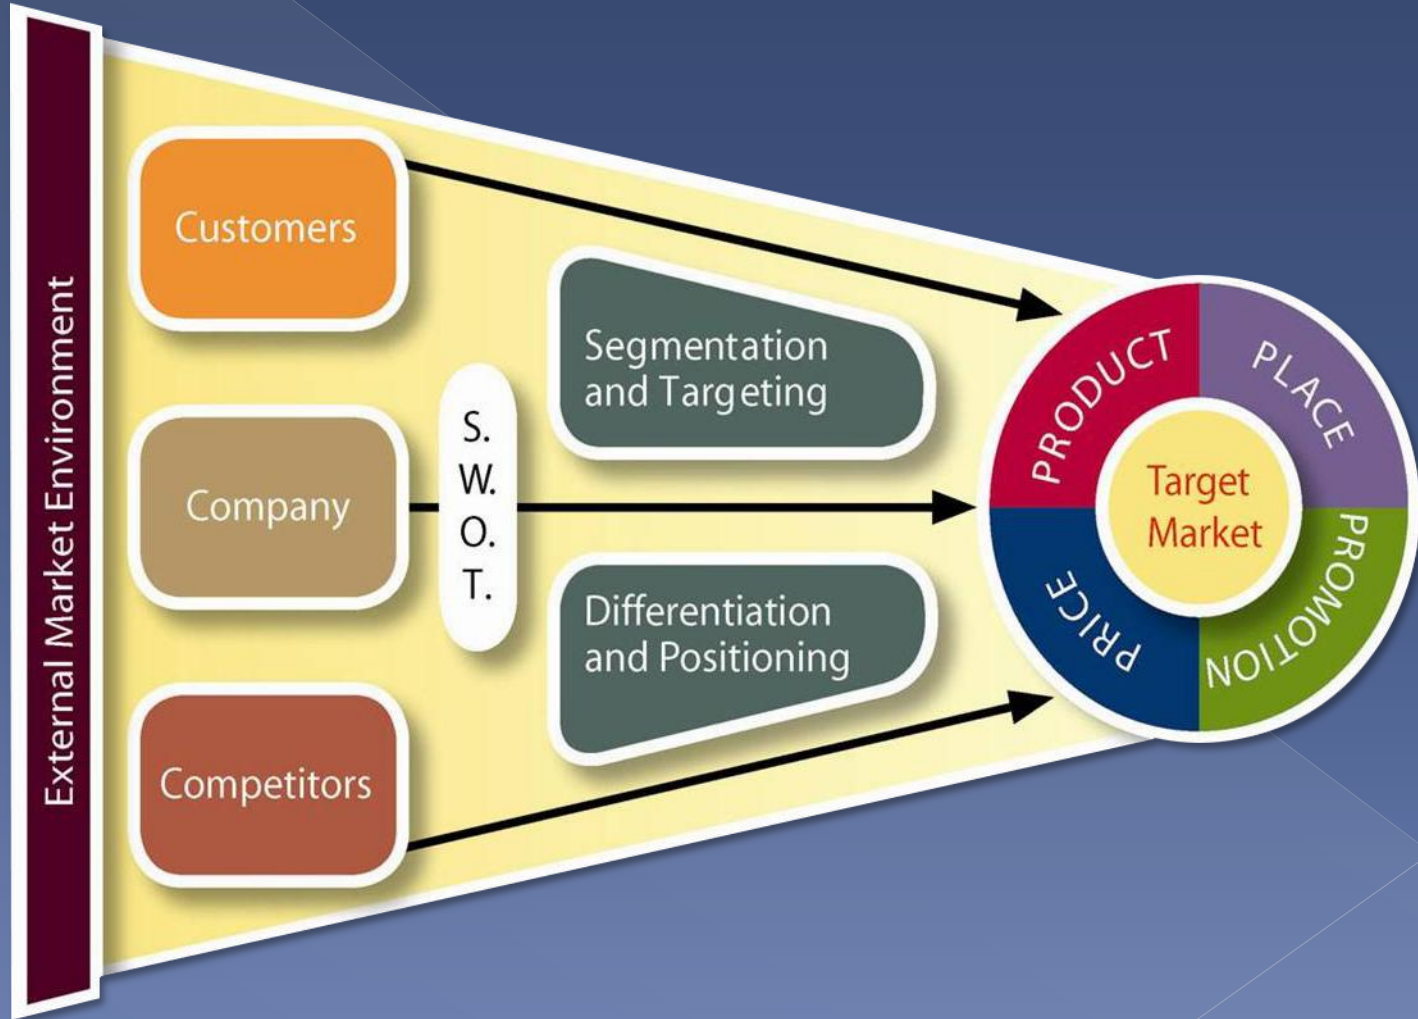 External Market Environment
Customers
Company
Competitors
S.
W.
O.
T.
Segmentation
and Targeting
Differentiation
and Positioning
PRODUCT
PLACE
PRICE
PROMOTION
Target
Market